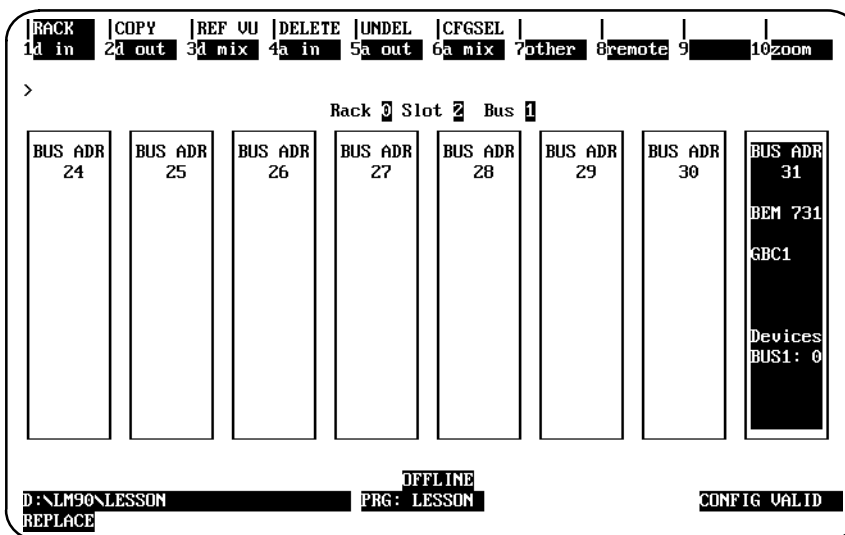 RACK COPY REF VU DELETE UNDEL CFGSEL
1d in 2d out 3d mix 4a in 5a out 6a mix 7other 8remote 9 10zoom
>
Rack 0 Slot 2 Bus 1
BUS ADR BUS ADR BUS ADR BUS ADR BUS ADR BUS ADR BUS ADR BUS ADR
24 25 26 27 28 29 30 31
BEM 731
GBC1
Devices
BUS1: 0
OFFLINE
D:\LM90\LESSON PRG: LESSON CONFIG VALID
REPLACE